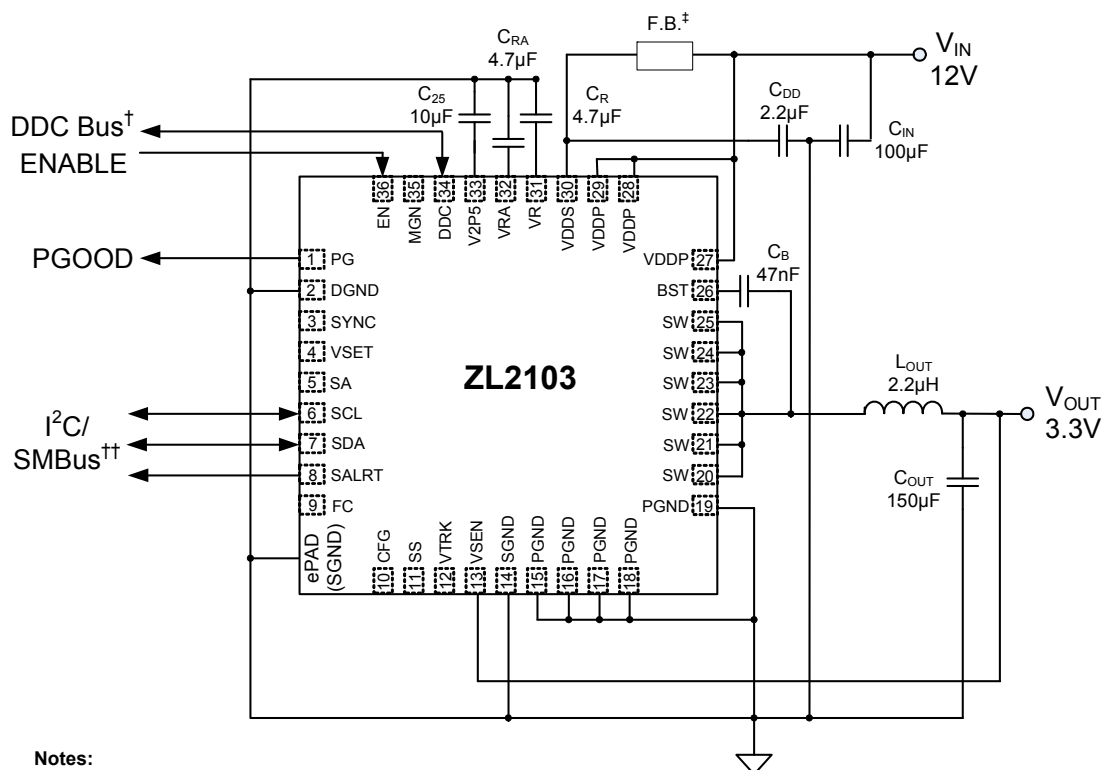 F.B.‡
VIN
12V
CRA
4.7µF
C25
10µF
CR
4.7µF
CDD
2.2µF
CIN
100µF
DDC Bus†
ENABLE
EN 36
MGN 35
DDC 34
V2P5 33
VRA 32
VR 31
VDDS 30
VDDP 29
VDDP 28
PGOOD
1 PG
2 DGND
3 SYNC
4 VSET
5 SA
6 SCL
7 SDA
8 SALRT
9 FC
I²C/
SMBus††
ZL2103
VDDP 27
BST 26
SW 25
SW 24
SW 23
SW 22
SW 21
SW 20
PGND 19
CB
47nF
LOUT
2.2µH
VOUT
3.3V
COUT
150µF
ePAD
(SGND)
10 CFG
11 SS
12 VTRK
13 VSEN
14 SGND
15 PGND
16 PGND
17 PGND
18 PGND
Notes: